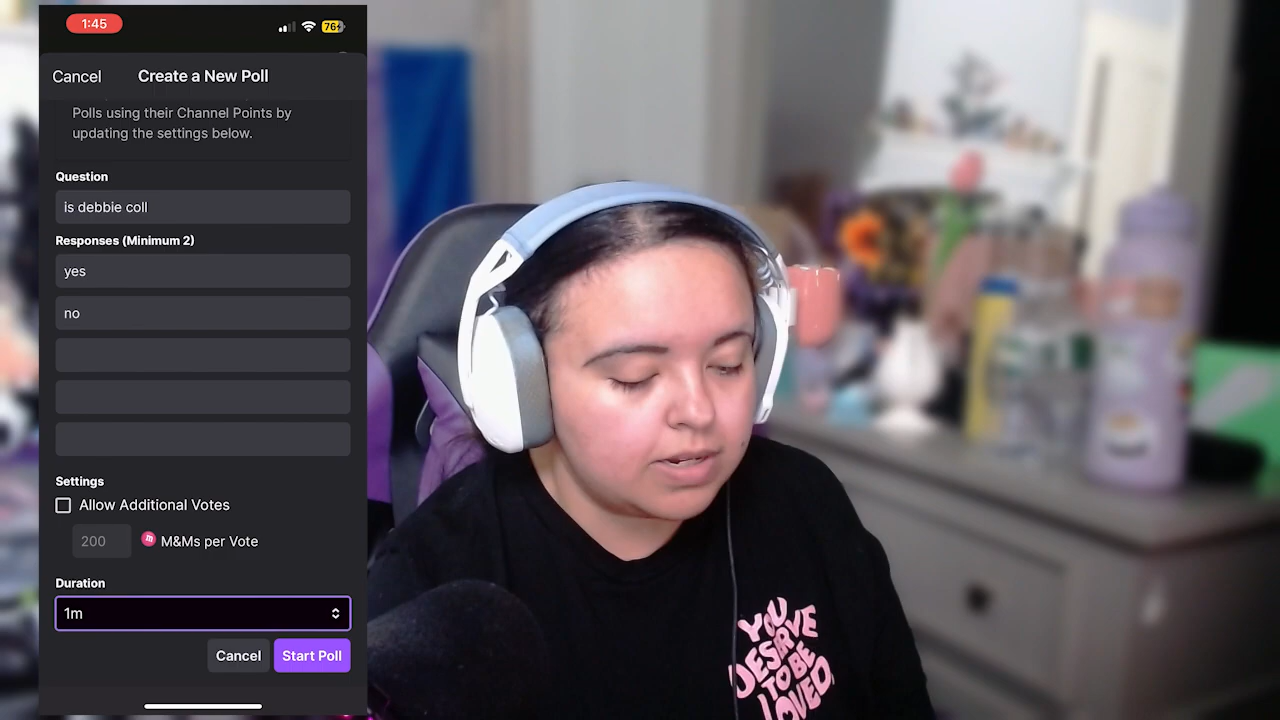 1:45
76
Cancel
Create a New Poll
Polls using their Channel Points by
updating the settings below.
Question
is debbie coll
Responses (Minimum 2)
yes
no
Settings
Allow Additional Votes
200
M&Ms per Vote
Duration
1m
Cancel
Start Poll
YOU
DESERVE
TO BE
LOVED